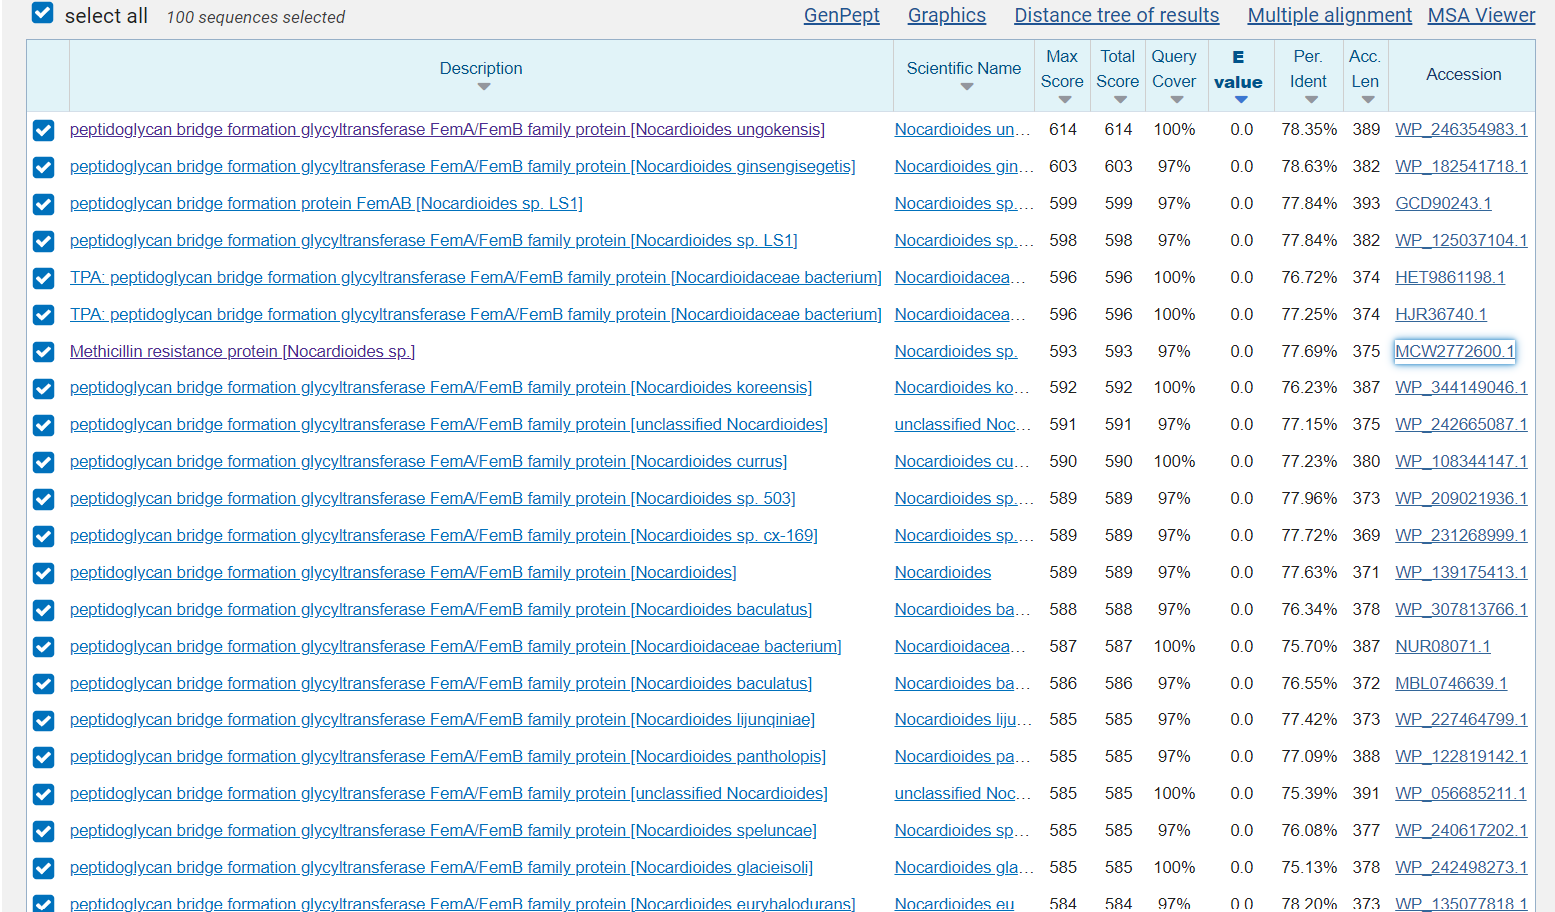 select all 100 sequences selected GenPept Graphics Distance tree of results Multiple alignment MSA Viewer
Description Scientific Name Max Score Total Score Query Cover E value Per. Ident Acc. Len Accession
peptidoglycan bridge formation glycyltransferase FemA/FemB family protein [Nocardioides ungokensis] Nocardioides un... 614 614 100% 0.0 78.35% 389 WP_246354983.1
peptidoglycan bridge formation glycyltransferase FemA/FemB family protein [Nocardioides ginsengisegetis] Nocardioides gin... 603 603 97% 0.0 78.63% 382 WP_182541718.1
peptidoglycan bridge formation protein FemAB [Nocardioides sp. LS1] Nocardioides sp.... 599 599 97% 0.0 77.84% 393 GCD90243.1
peptidoglycan bridge formation glycyltransferase FemA/FemB family protein [Nocardioides sp. LS1] Nocardioides sp.... 598 598 97% 0.0 77.84% 382 WP_125037104.1
TPA: peptidoglycan bridge formation glycyltransferase FemA/FemB family protein [Nocardioidaceae bacterium] Nocardioidacea... 596 596 100% 0.0 76.72% 374 HET9861198.1
TPA: peptidoglycan bridge formation glycyltransferase FemA/FemB family protein [Nocardioidaceae bacterium] Nocardioidacea... 596 596 100% 0.0 77.25% 374 HJR36740.1
Methicillin resistance protein [Nocardioides sp.] Nocardioides sp. 593 593 97% 0.0 77.69% 375 MCW2772600.1
peptidoglycan bridge formation glycyltransferase FemA/FemB family protein [Nocardioides koreensis] Nocardioides ko... 592 592 100% 0.0 76.23% 387 WP_344149046.1
peptidoglycan bridge formation glycyltransferase FemA/FemB family protein [unclassified Nocardioides] unclassified Noc... 591 591 97% 0.0 77.15% 375 WP_242665087.1
peptidoglycan bridge formation glycyltransferase FemA/FemB family protein [Nocardioides currus] Nocardioides cu... 590 590 100% 0.0 77.23% 380 WP_108344147.1
peptidoglycan bridge formation glycyltransferase FemA/FemB family protein [Nocardioides sp. 503] Nocardioides sp.... 589 589 97% 0.0 77.96% 373 WP_209021936.1
peptidoglycan bridge formation glycyltransferase FemA/FemB family protein [Nocardioides sp. cx-169] Nocardioides sp.... 589 589 97% 0.0 77.72% 369 WP_231268999.1
peptidoglycan bridge formation glycyltransferase FemA/FemB family protein [Nocardioides] Nocardioides 589 589 97% 0.0 77.63% 371 WP_139175413.1
peptidoglycan bridge formation glycyltransferase FemA/FemB family protein [Nocardioides baculatus] Nocardioides ba... 588 588 97% 0.0 76.34% 378 WP_307813766.1
peptidoglycan bridge formation glycyltransferase FemA/FemB family protein [Nocardioidaceae bacterium] Nocardioidacea... 587 587 100% 0.0 75.70% 387 NUR08071.1
peptidoglycan bridge formation glycyltransferase FemA/FemB family protein [Nocardioides baculatus] Nocardioides ba... 586 586 97% 0.0 76.55% 372 MBL0746639.1
peptidoglycan bridge formation glycyltransferase FemA/FemB family protein [Nocardioides lijunqiniae] Nocardioides liju... 585 585 97% 0.0 77.42% 373 WP_227464799.1
peptidoglycan bridge formation glycyltransferase FemA/FemB family protein [Nocardioides pantholopis] Nocardioides pa... 585 585 97% 0.0 77.09% 388 WP_122819142.1
peptidoglycan bridge formation glycyltransferase FemA/FemB family protein [unclassified Nocardioides] unclassified Noc... 585 585 100% 0.0 75.39% 391 WP_056685211.1
peptidoglycan bridge formation glycyltransferase FemA/FemB family protein [Nocardioides speluncae] Nocardioides sp... 585 585 97% 0.0 76.08% 377 WP_240617202.1
peptidoglycan bridge formation glycyltransferase FemA/FemB family protein [Nocardioides glacieisoli] Nocardioides gla... 585 585 100% 0.0 75.13% 378 WP_242498273.1
peptidoglycan bridge formation glycyltransferase FemA/FemB family protein [Nocardioides euryhalodurans] Nocardioides eu 584 584 97% 0.0 78.20% 373 WP_135077818.1